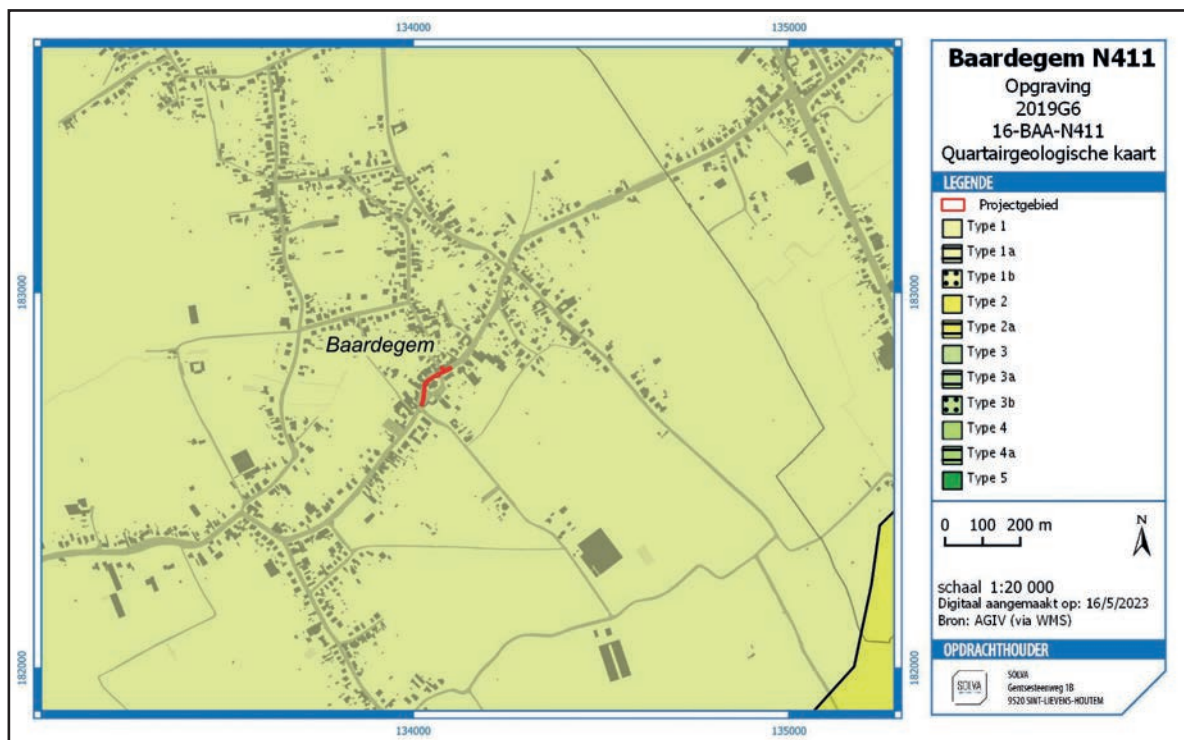 134000
135000
183000
183000
182000
182000
Baardegem
134000
135000
Baardegem N411
Opgraving
2019G6
16-BAA-N411
Quartairgeologische kaart
LEGENDE
Projectgebied
Type 1
Type 1a
Type 1b
Type 2
Type 2a
Type 3
Type 3a
Type 3b
Type 4
Type 4a
Type 5
0 100 200 m
N
schaal 1:20 000
Digitaal aangemaakt op: 16/5/2023
Bron: AGIV (via WMS)
OPDRACHTHOUDER
SOLVA
SOLVA
Gentsesteenweg 1B
9520 SINT-LIEVENS-HOUTEM